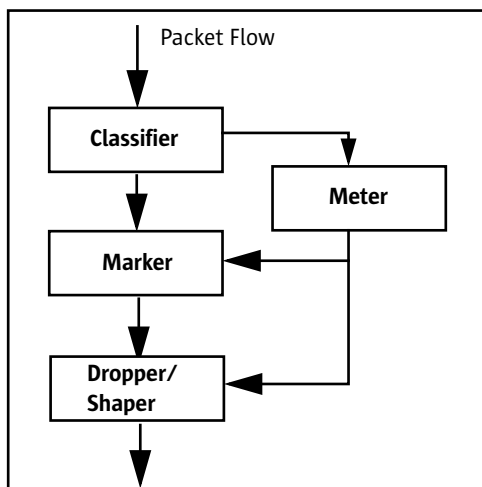 Packet Flow
Classifier
Meter
Marker
Dropper/
Shaper